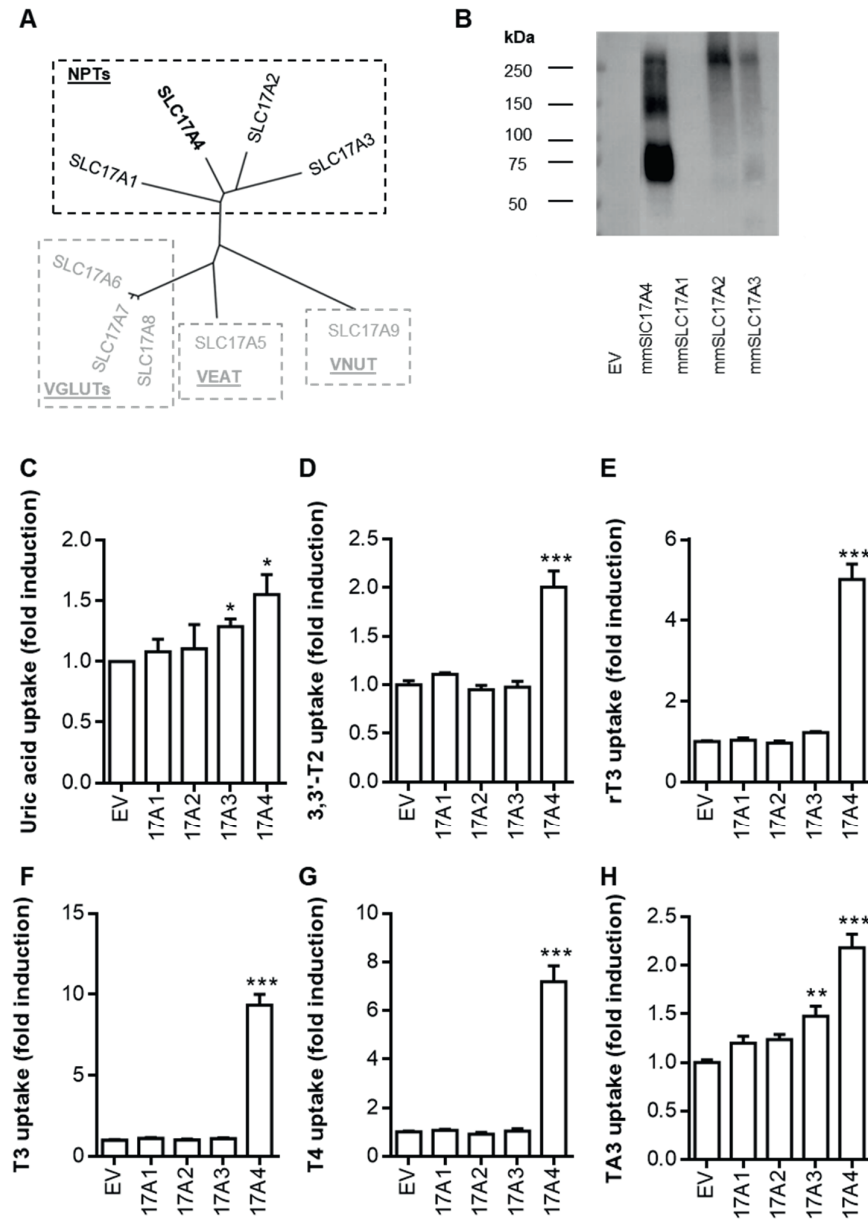 A
NPTs
SLC17A4
SLC17A2
SLC17A3
SLC17A1
SLC17A6
SLC17A7
SLC17A8
VGLUTs
SLC17A5
VEAT
SLC17A9
VNUT
B
kDa
250
150
100
75
50
EV
mmSlC17A4
mmSLC17A1
mmSLC17A2
mmSLC17A3
C
Uric acid uptake (fold induction)
2.0
1.5
1.0
0.5
0.0
*
*
EV
17A1
17A2
17A3
17A4
D
3,3'-T2 uptake (fold induction)
2.5
2.0
1.5
1.0
0.5
0.0
***
EV
17A1
17A2
17A3
17A4
E
rT3 uptake (fold induction)
6
4
2
0
***
EV
17A1
17A2
17A3
17A4
F
T3 uptake (fold induction)
15
10
5
0
***
EV
17A1
17A2
17A3
17A4
G
T4 uptake (fold induction)
10
8
6
4
2
0
***
EV
17A1
17A2
17A3
17A4
H
TA3 uptake (fold induction)
2.5
2.0
1.5
1.0
0.5
0.0
**
***
EV
17A1
17A2
17A3
17A4